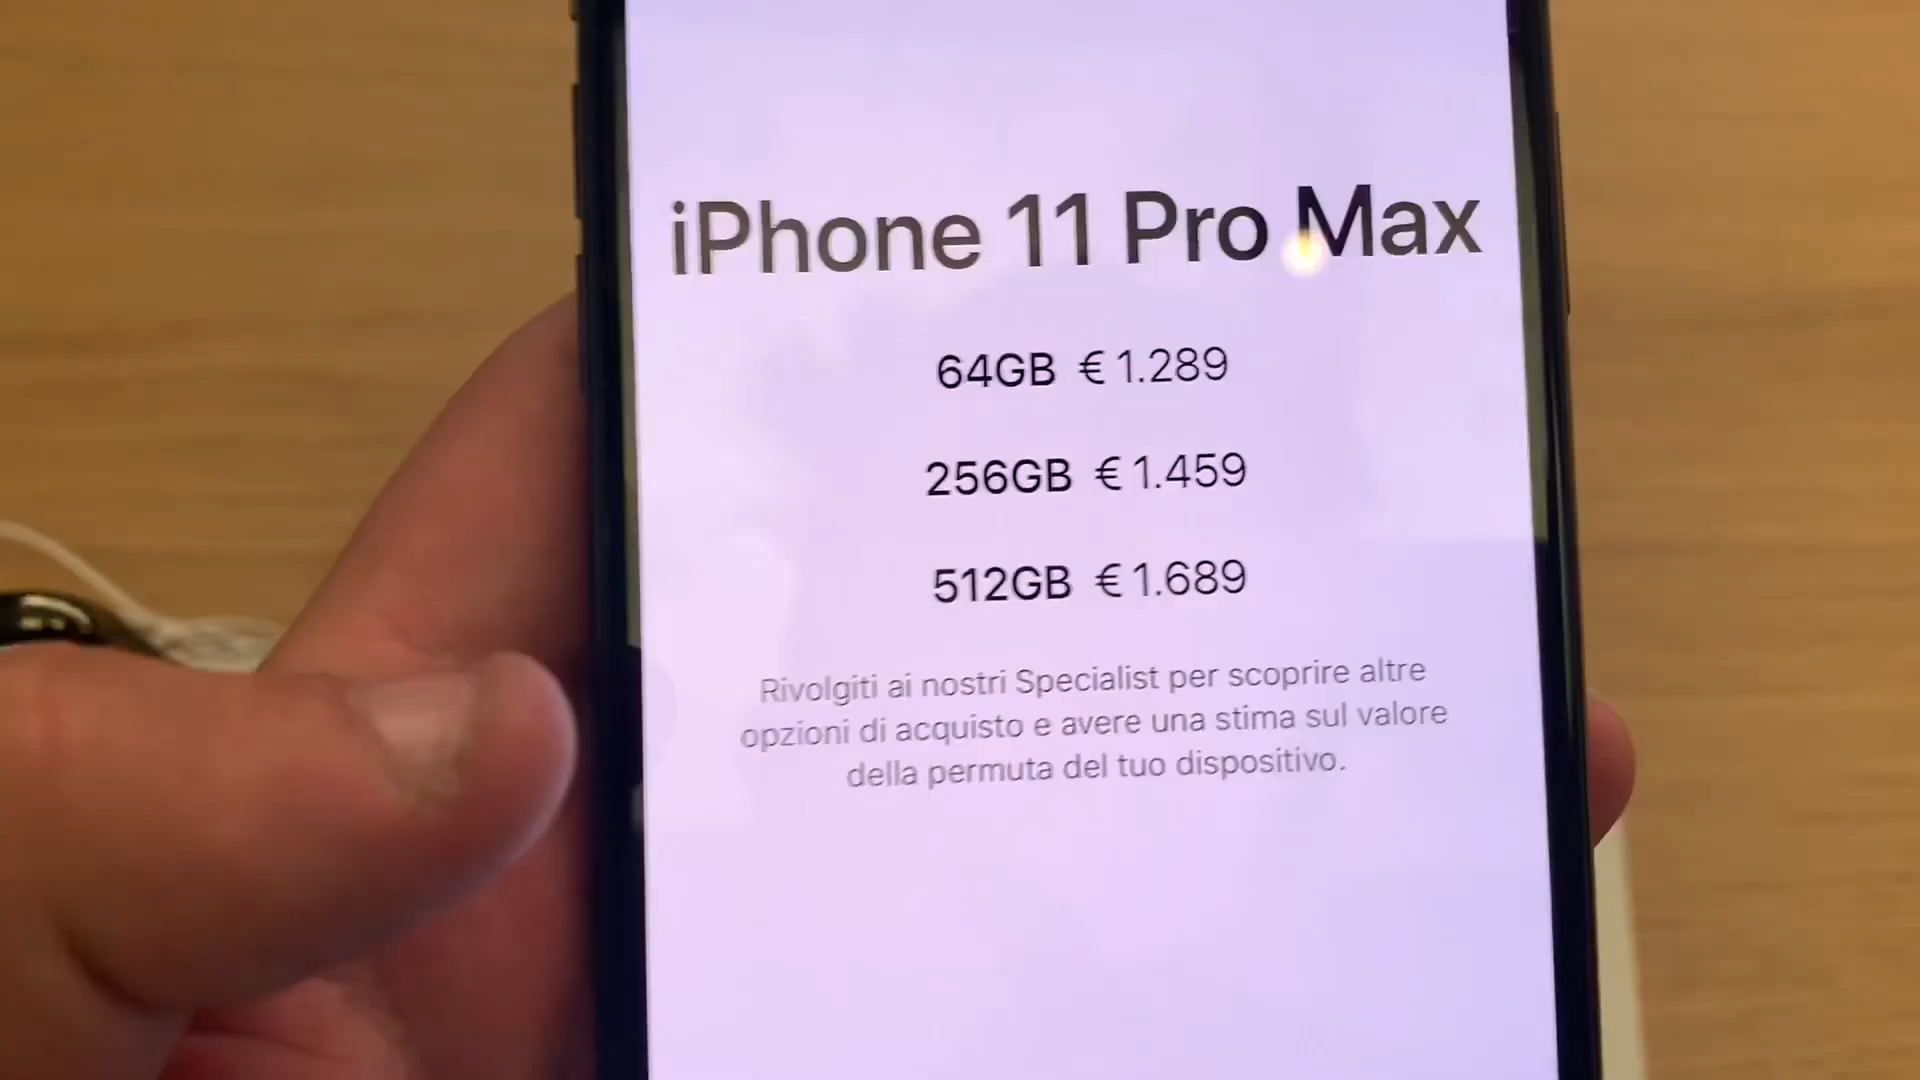 iPhone 11 Pro Max
64GB € 1.289
256GB € 1.459
512GB € 1.689
Rivolgiti ai nostri Specialist per scoprire altre
opzioni di acquisto e avere una stima sul valore
della permuta del tuo dispositivo.